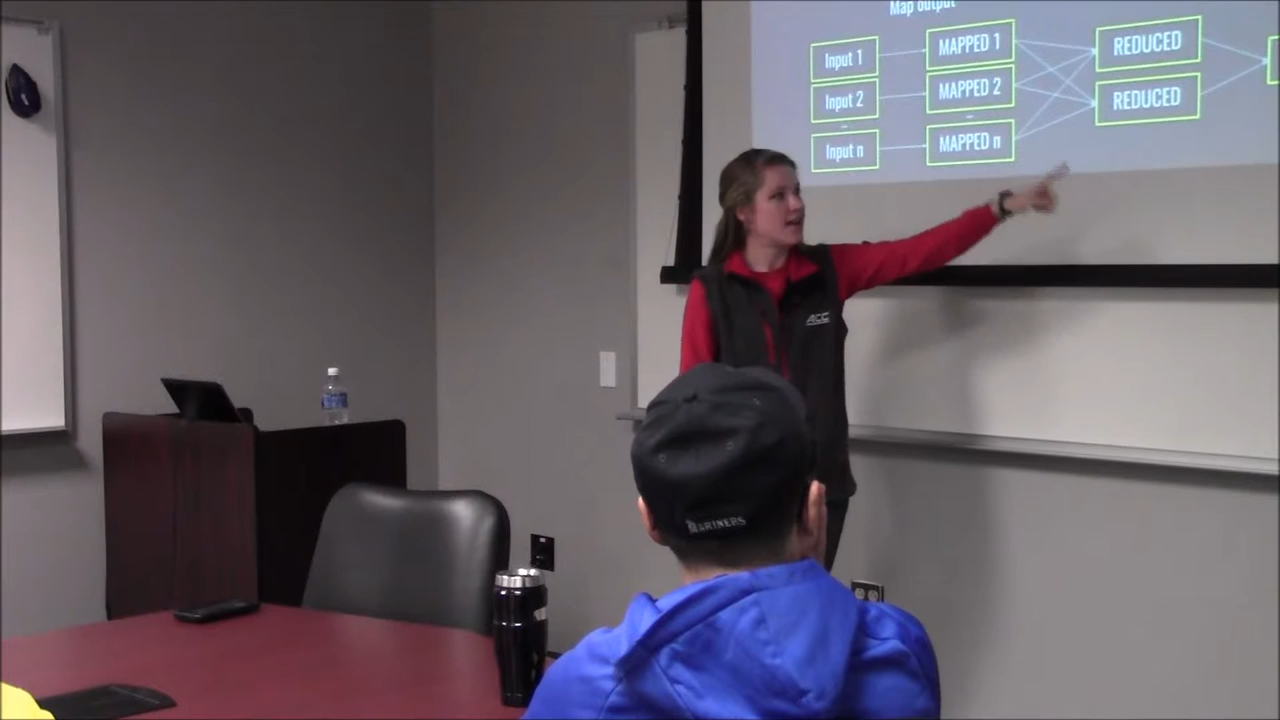 Map output
Input 1
MAPPED 1
REDUCED
Input 2
MAPPED 2
REDUCED
Input n
MAPPED n
ACC
MARINERS